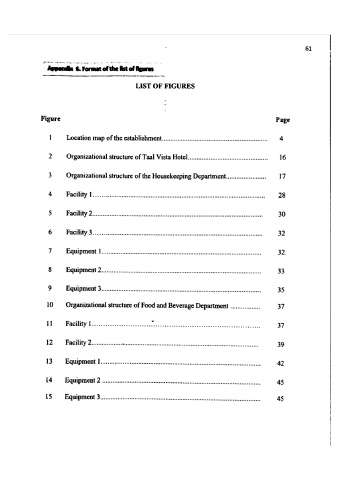 61
Appendix 6. Format of the list of figures
LIST OF FIGURES
Figure Page
1 Location map of the establishment 4
2 Organizational structure of Taal Vista Hotel 16
3 Organizational structure of the Housekeeping Department 17
4 Facility 1 28
5 Facility 2 30
6 Facility 3 32
7 Equipment 1 32
8 Equipment 2 33
9 Equipment 3 35
10 Organizational structure of Food and Beverage Department 37
11 Facility 1 37
12 Facility 2 39
13 Equipment 1 42
14 Equipment 2 45
15 Equipment 3 45